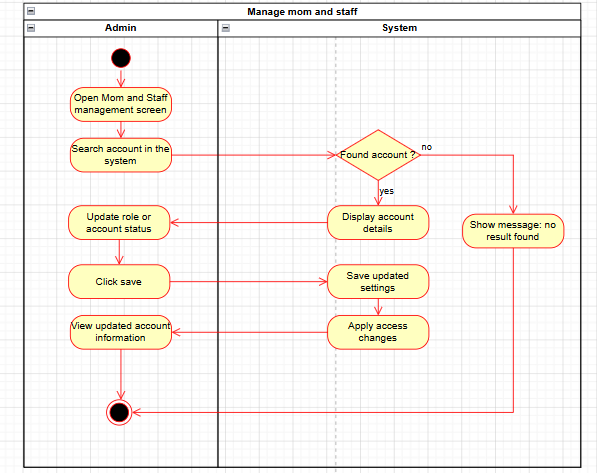 Manage mom and staff
Admin
System
Open Mom and Staff
management screen
Search account in the
system
Found account ?
no
yes
Update role or
account status
Display account
details
Show message: no
result found
Click save
Save updated
settings
View updated account
information
Apply access
changes